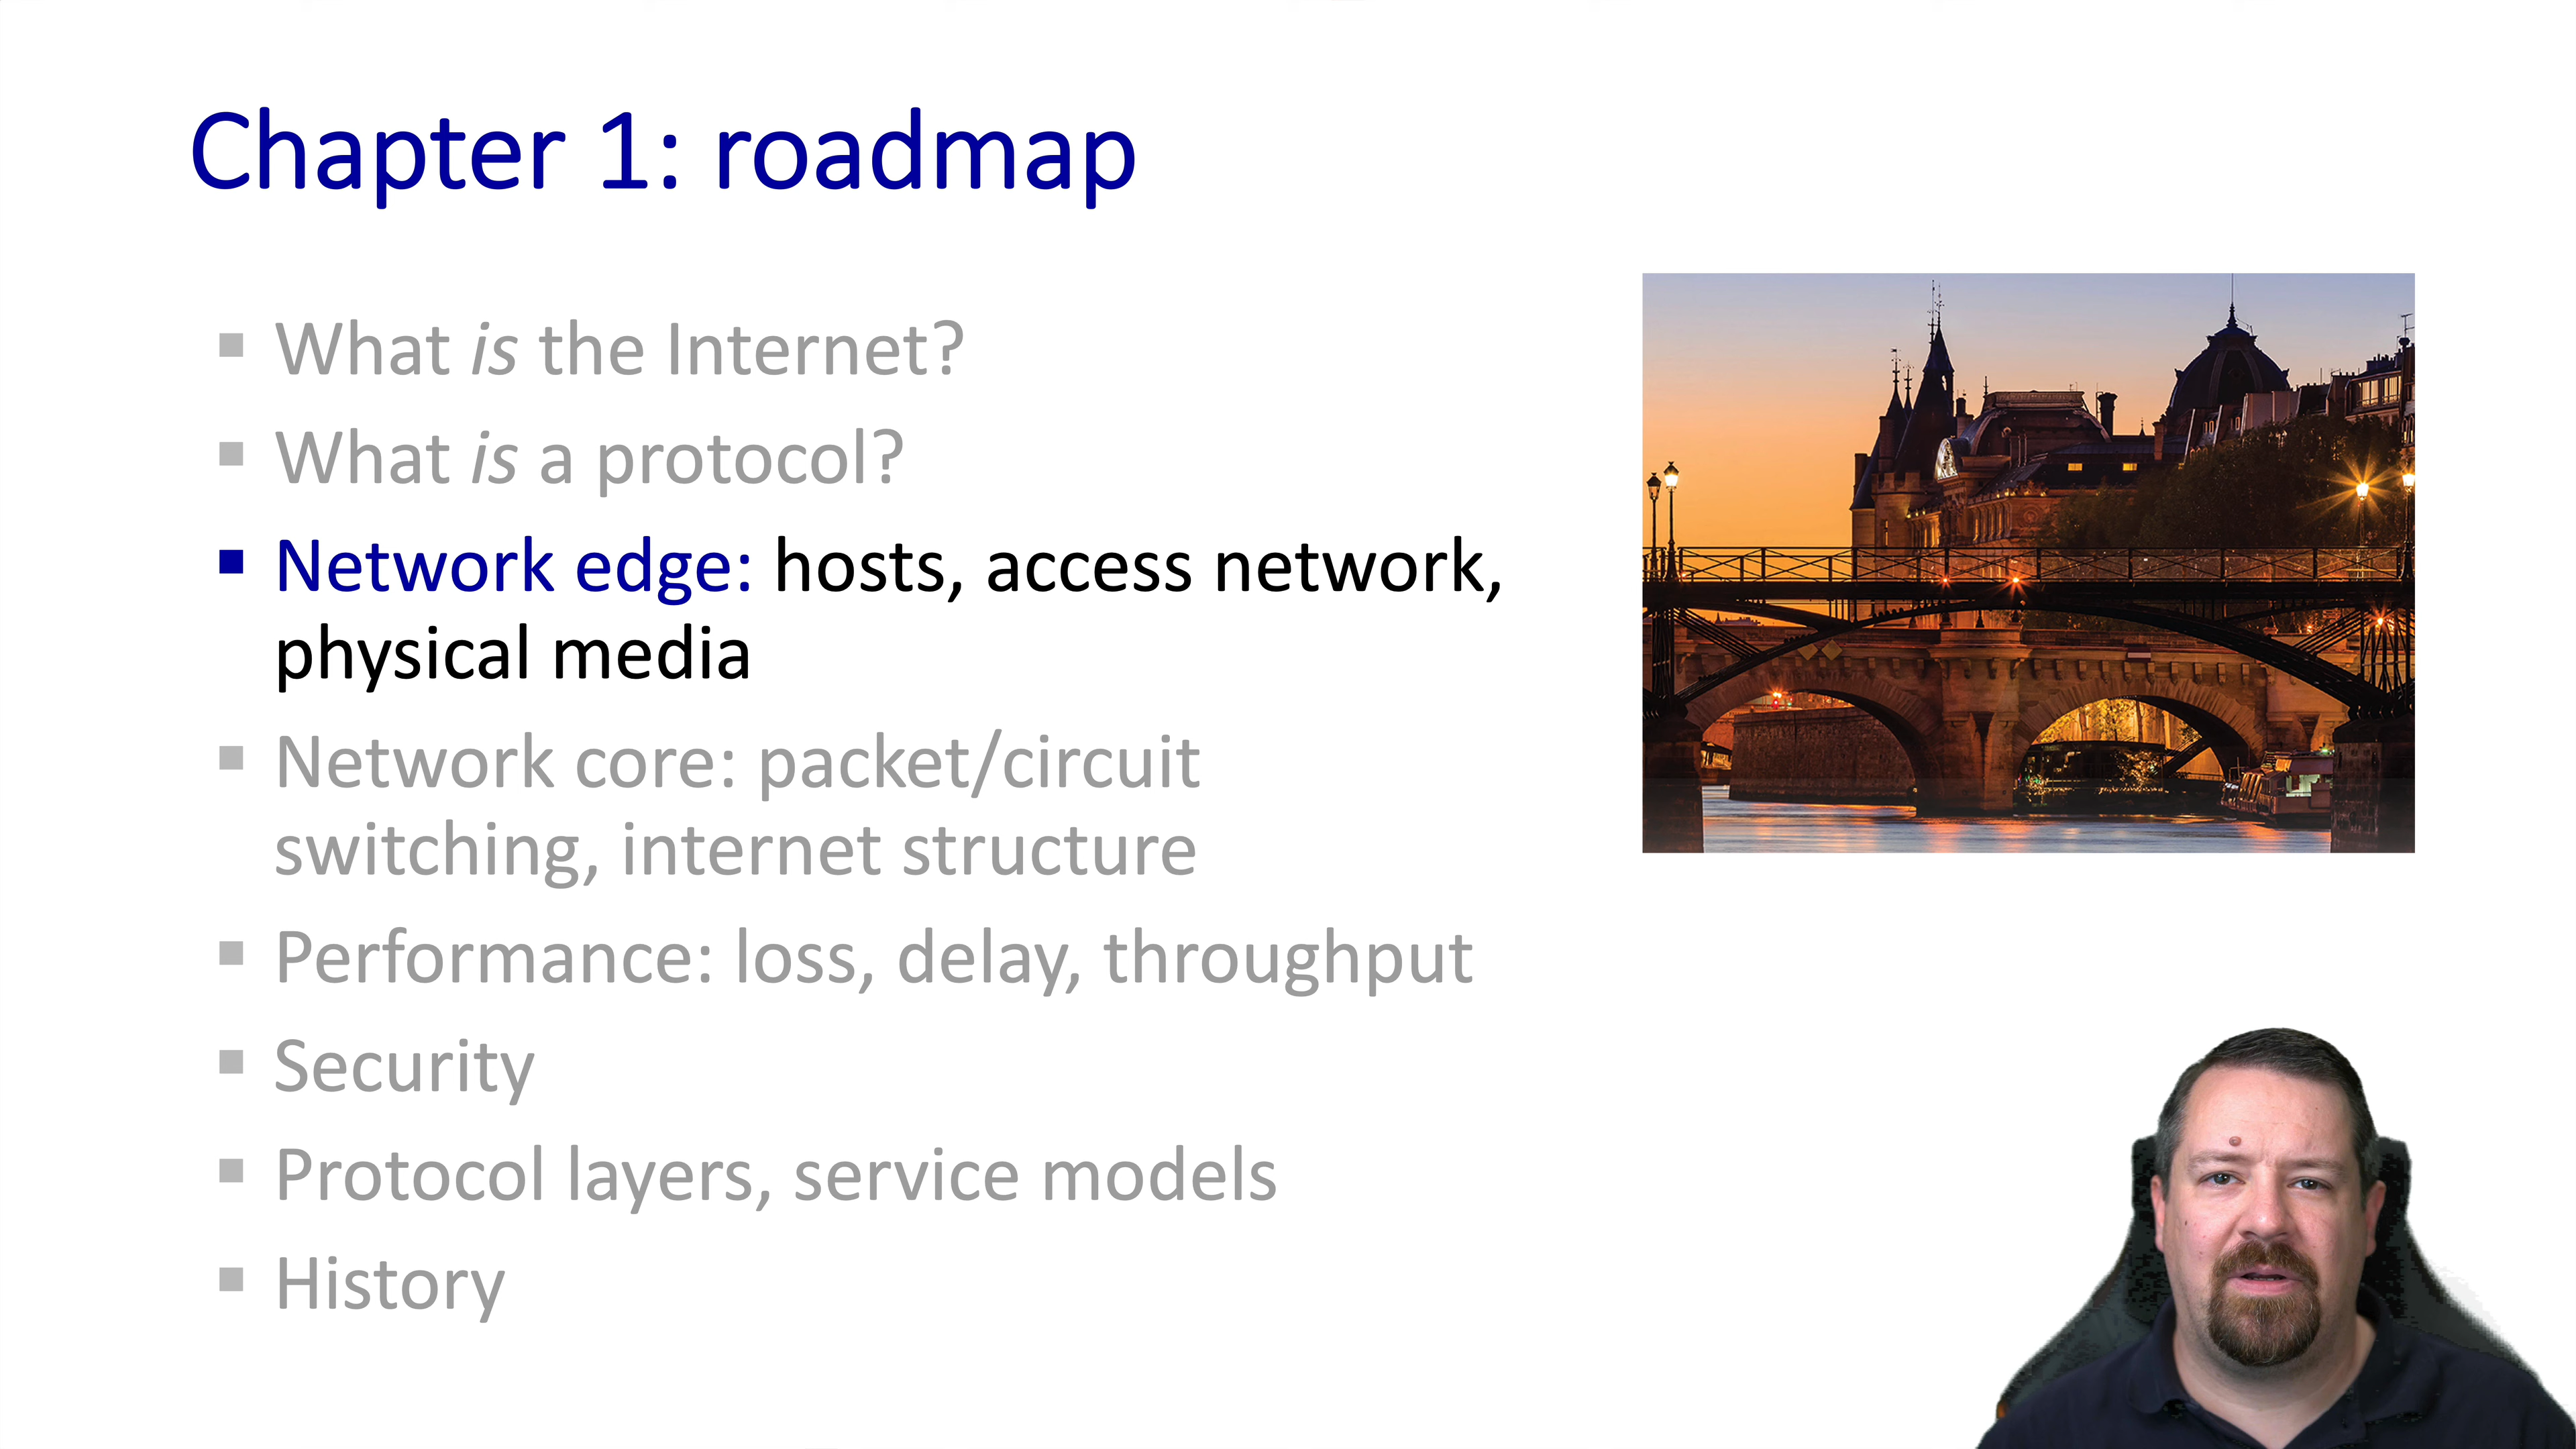 Chapter 1: roadmap
▪ What is the Internet?
▪ What is a protocol?
▪ Network edge: hosts, access network,
physical media
▪ Network core: packet/circuit
switching, internet structure
▪ Performance: loss, delay, throughput
▪ Security
▪ Protocol layers, service models
▪ History